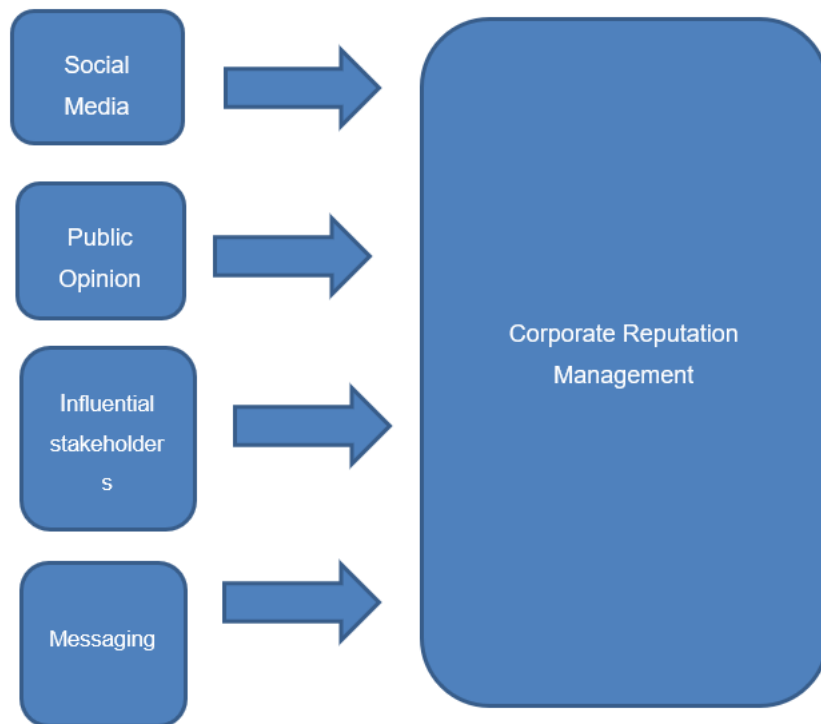 Social
Media
Public
Opinion
Influential
stakeholder
s
Messaging
Corporate Reputation
Management